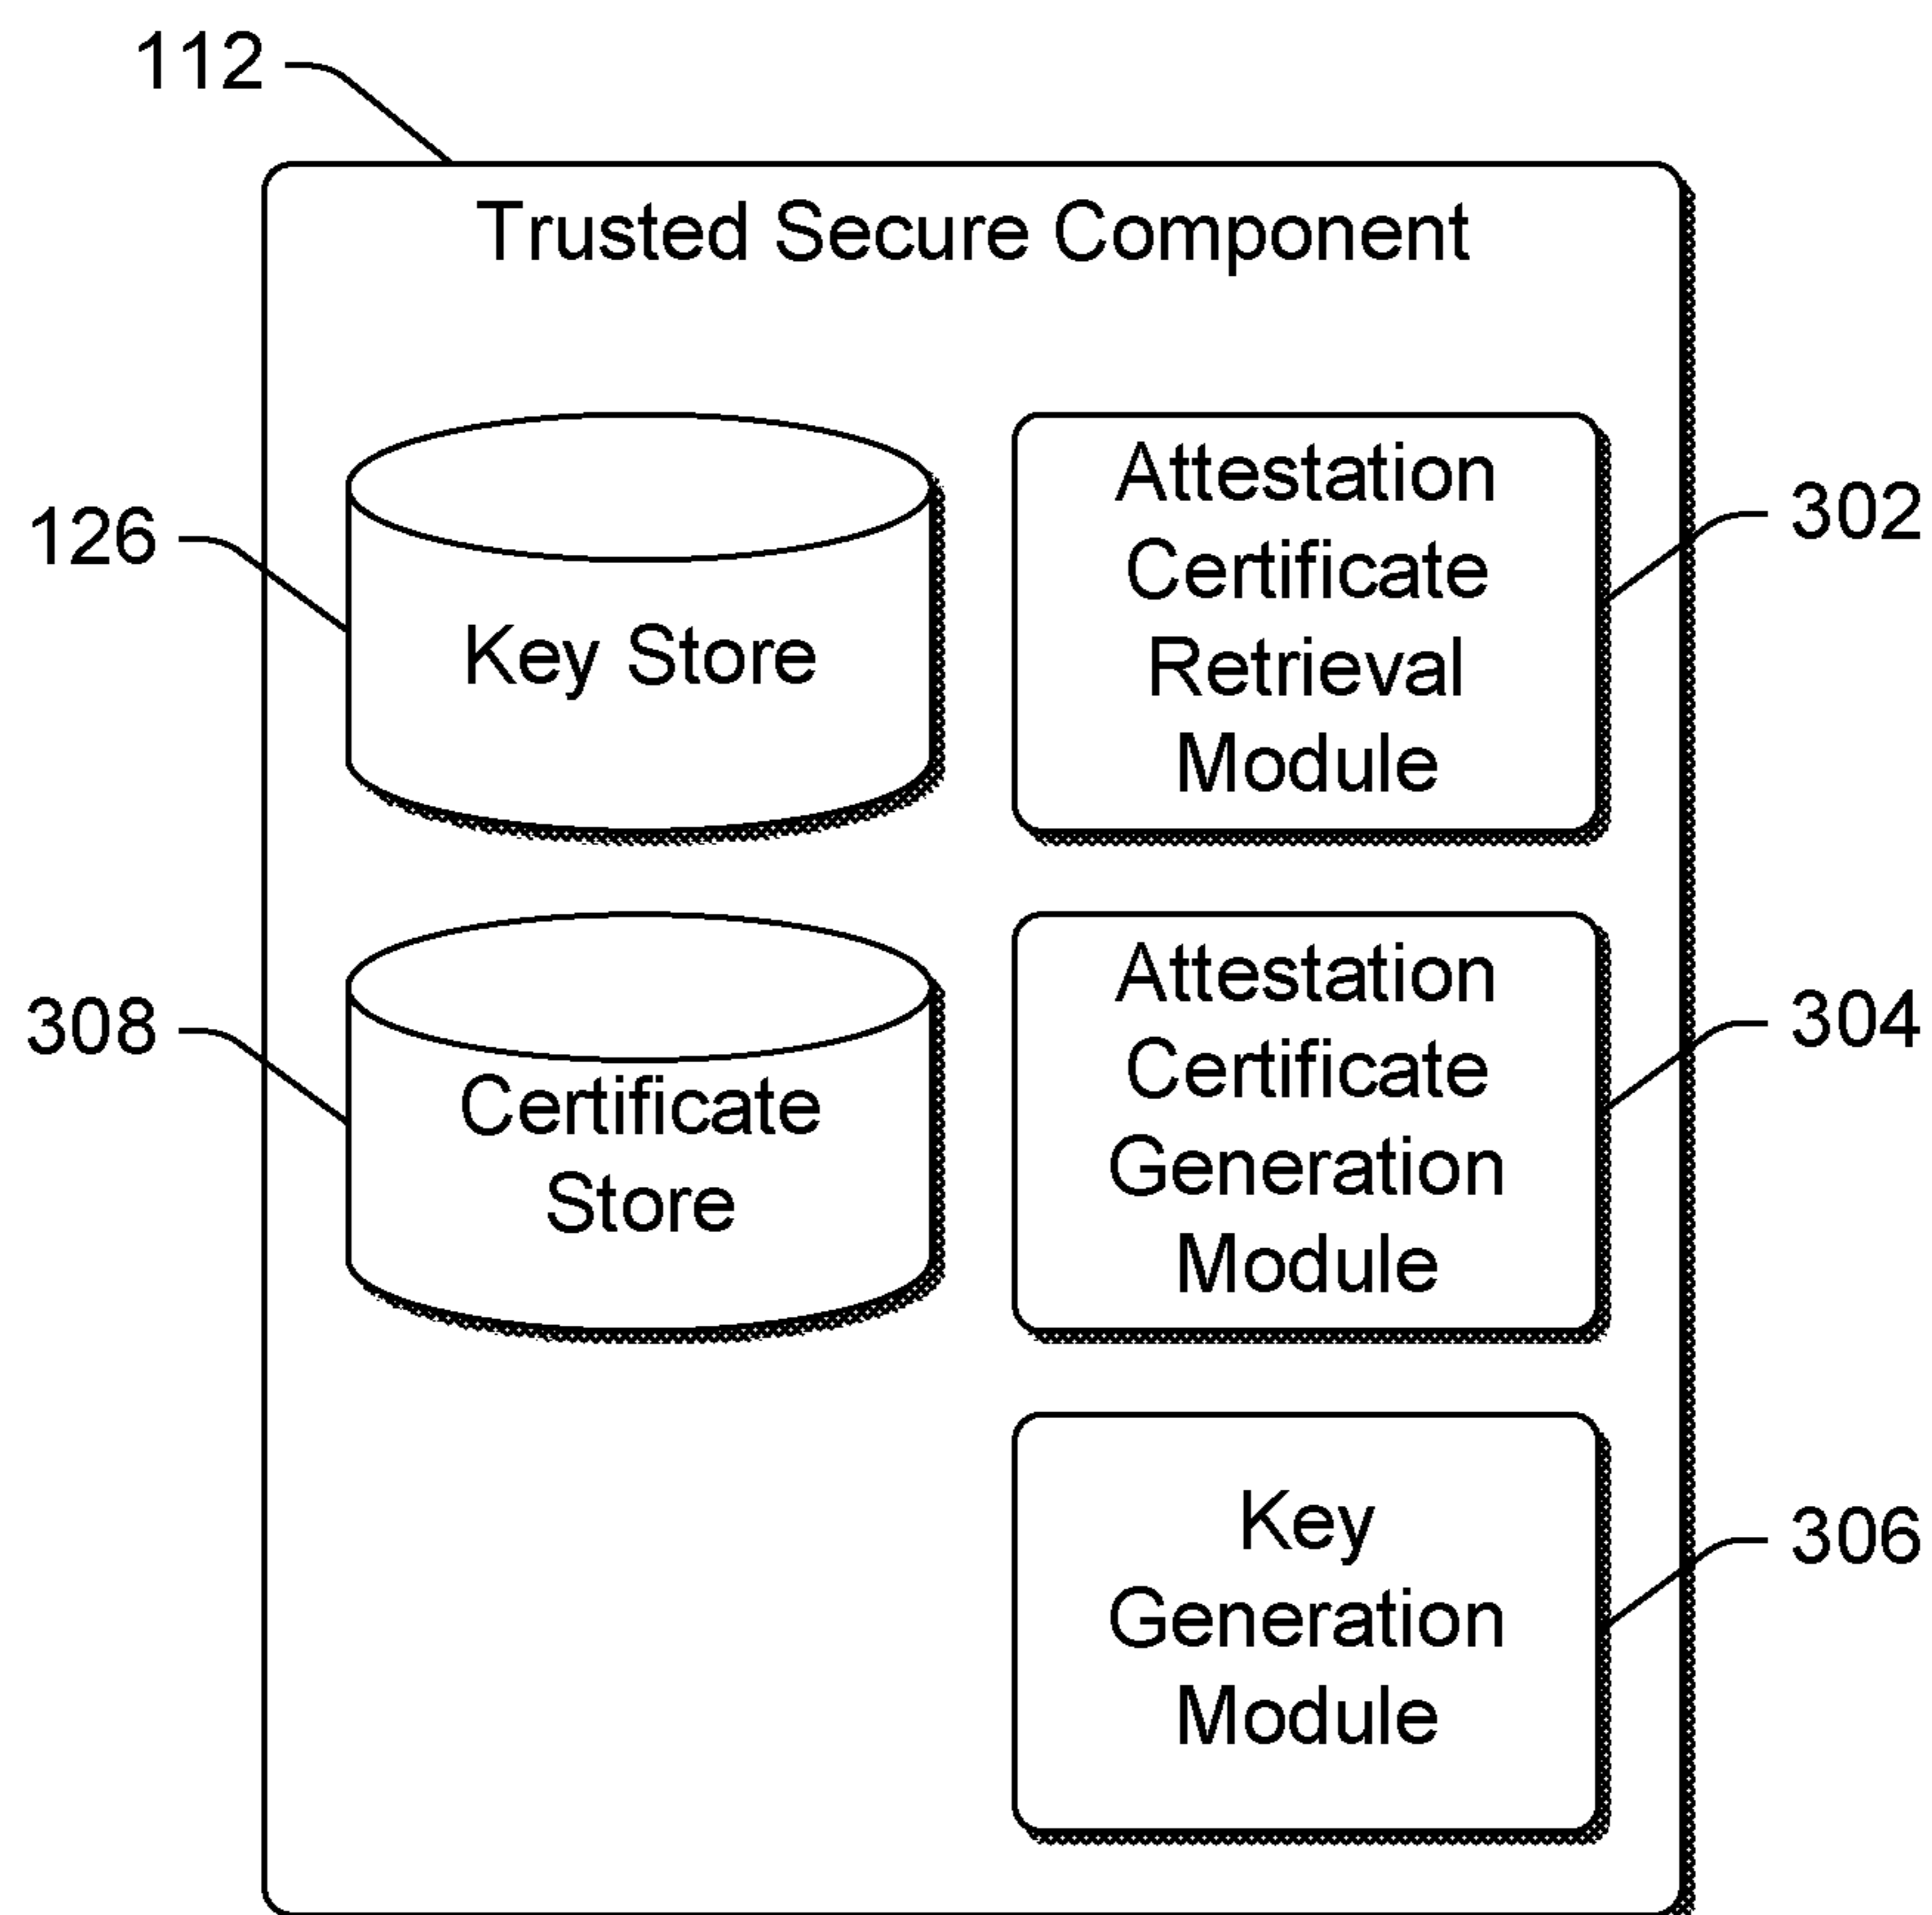 112
Trusted Secure Component
126
Key Store
Attestation
Certificate
Retrieval
Module
302
308
Certificate
Store
Attestation
Certificate
Generation
Module
304
Key
Generation
Module
306